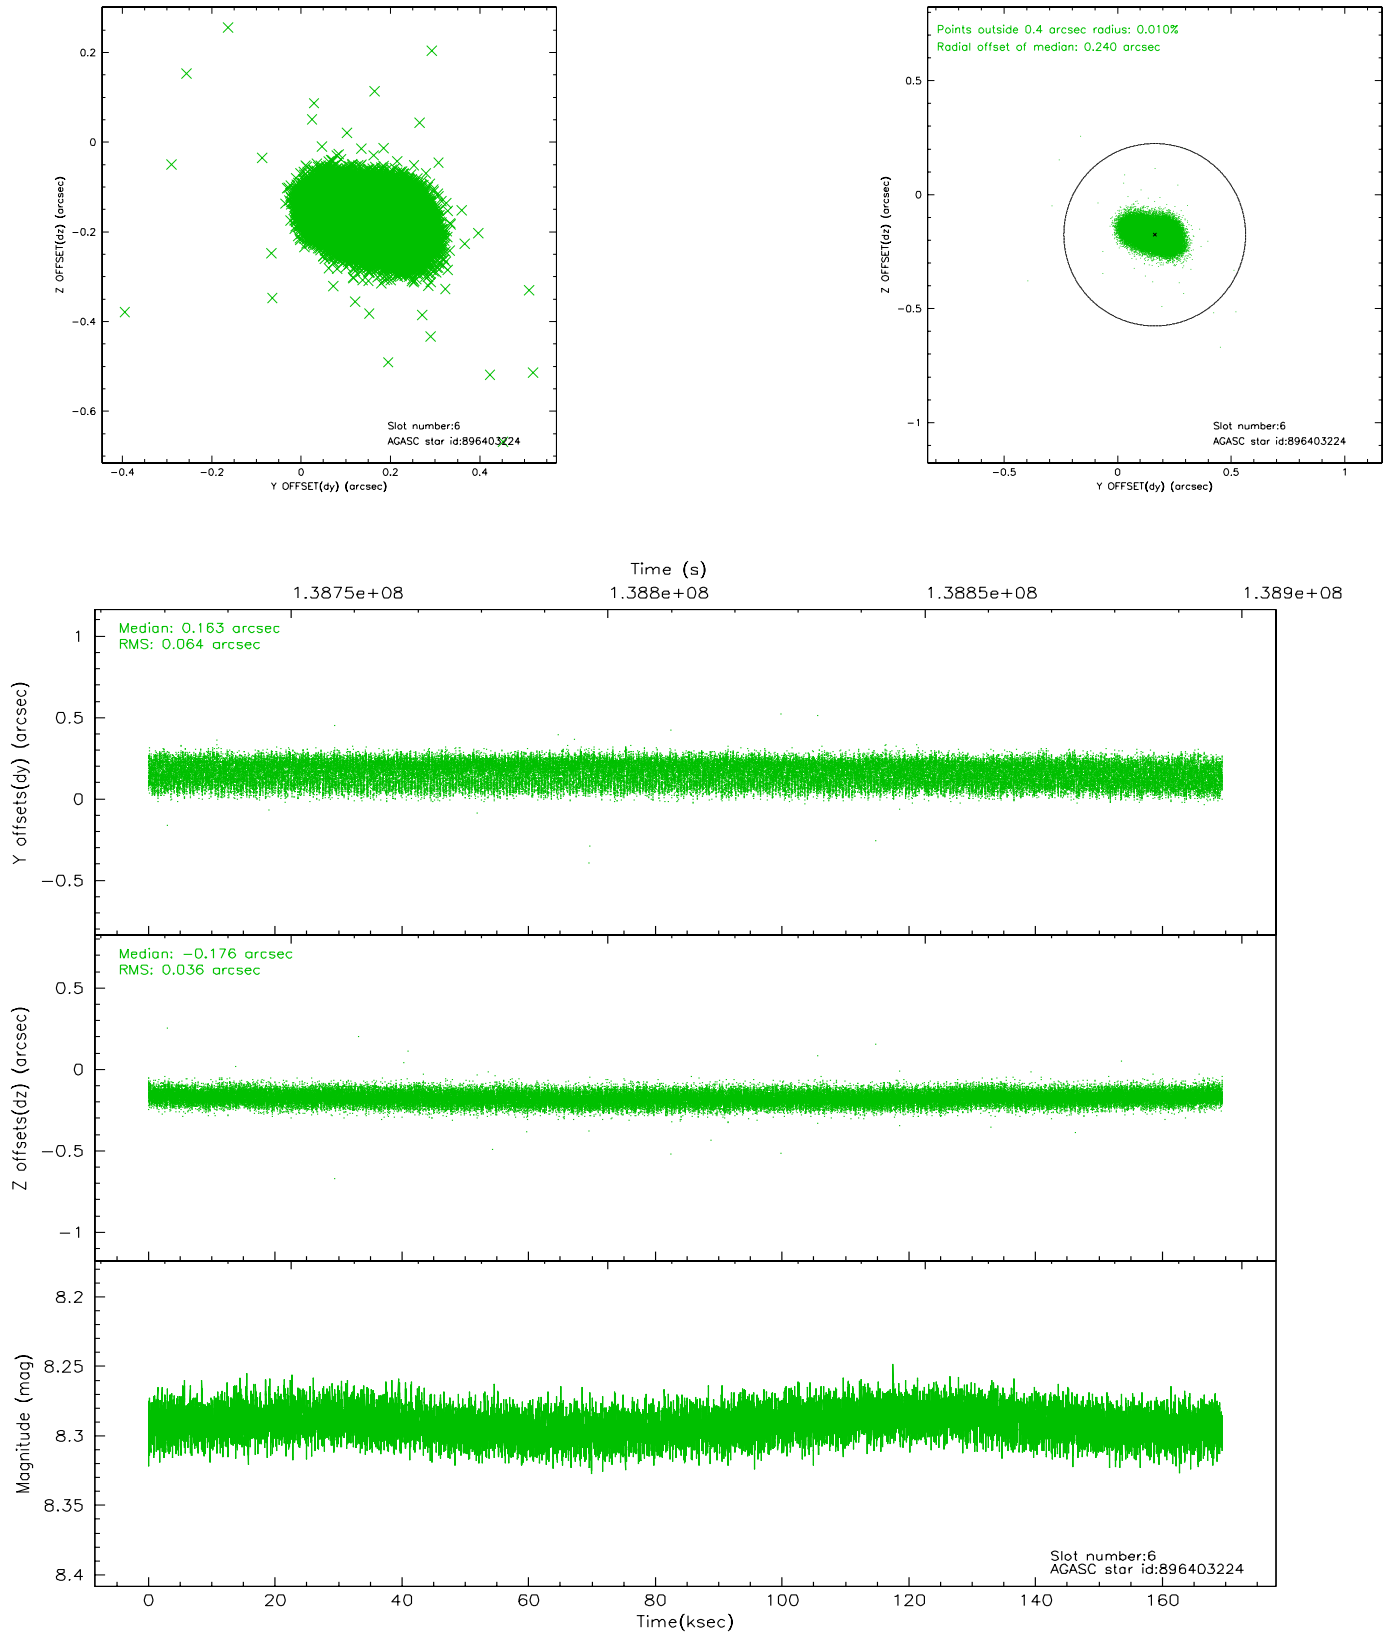 0.2
0
−0.2
−0.4
−0.6
Z OFFSET(dz) (arcsec)
Slot number:6
AGASC star id:896403224
−0.4
−0.2
0
0.2
0.4
Y OFFSET(dy) (arcsec)
Points outside 0.4 arcsec radius: 0.010%
Radial offset of median: 0.240 arcsec
0.5
0
−0.5
−1
Z OFFSET(dz) (arcsec)
Slot number:6
AGASC star id:896403224
−0.5
0
0.5
1
Y OFFSET(dy) (arcsec)
Time (s)
1.3875e+08
1.388e+08
1.3885e+08
1.389e+08
Median: 0.163 arcsec
RMS: 0.064 arcsec
1
0.5
0
−0.5
Y offsets(dy) (arcsec)
Median: −0.176 arcsec
RMS: 0.036 arcsec
0.5
0
−0.5
−1
Z offsets(dz) (arcsec)
8.2
8.25
8.3
8.35
8.4
Magnitude (mag)
Slot number:6
AGASC star id:896403224
0
20
40
60
80
100
120
140
160
Time(ksec)